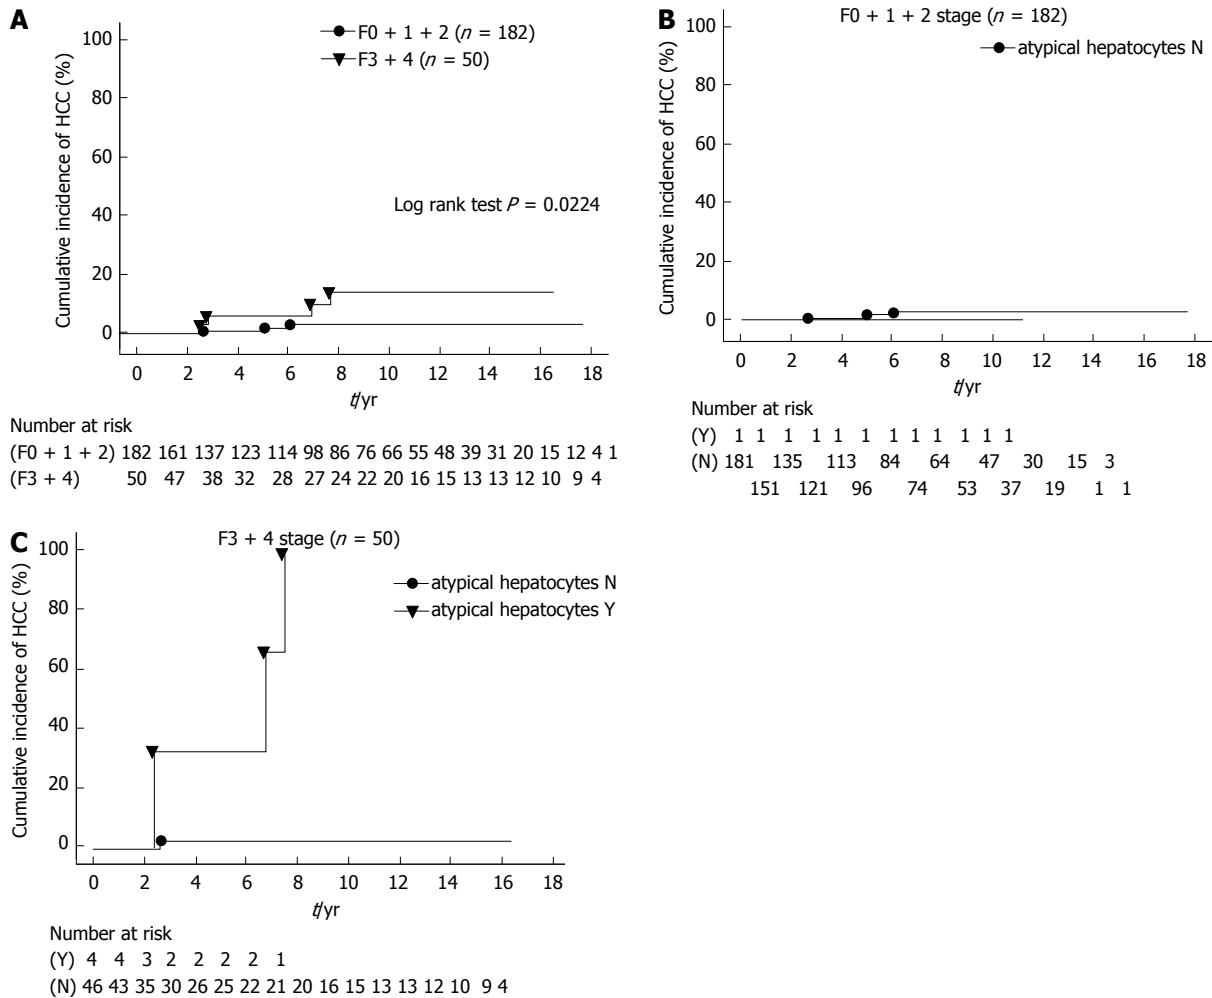 A
F0 + 1 + 2 (n = 182)
F3 + 4 (n = 50)
Cumulative incidence of HCC (%)
100
80
60
40
20
0
Log rank test P = 0.0224
0 2 4 6 8 10 12 14 16 18
t/yr
Number at risk
(F0 + 1 + 2) 182 161 137 123 114 98 86 76 66 55 48 39 31 20 15 12 4 1
(F3 + 4) 50 47 38 32 28 27 24 22 20 16 15 13 13 12 10 9 4
B
F0 + 1 + 2 stage (n = 182)
atypical hepatocytes N
Cumulative incidence of HCC (%)
100
80
60
40
20
0
0 2 4 6 8 10 12 14 16 18
t/yr
Number at risk
(Y) 1 1 1 1 1 1 1 1 1 1 1 1
(N) 181 135 113 84 64 47 30 15 3
151 121 96 74 53 37 19 1 1
C
F3 + 4 stage (n = 50)
atypical hepatocytes N
atypical hepatocytes Y
Cumulative incidence of HCC (%)
100
80
60
40
20
0
0 2 4 6 8 10 12 14 16 18
t/yr
Number at risk
(Y) 4 4 3 2 2 2 2 1
(N) 46 43 35 30 26 25 22 21 20 16 15 13 13 12 10 9 4